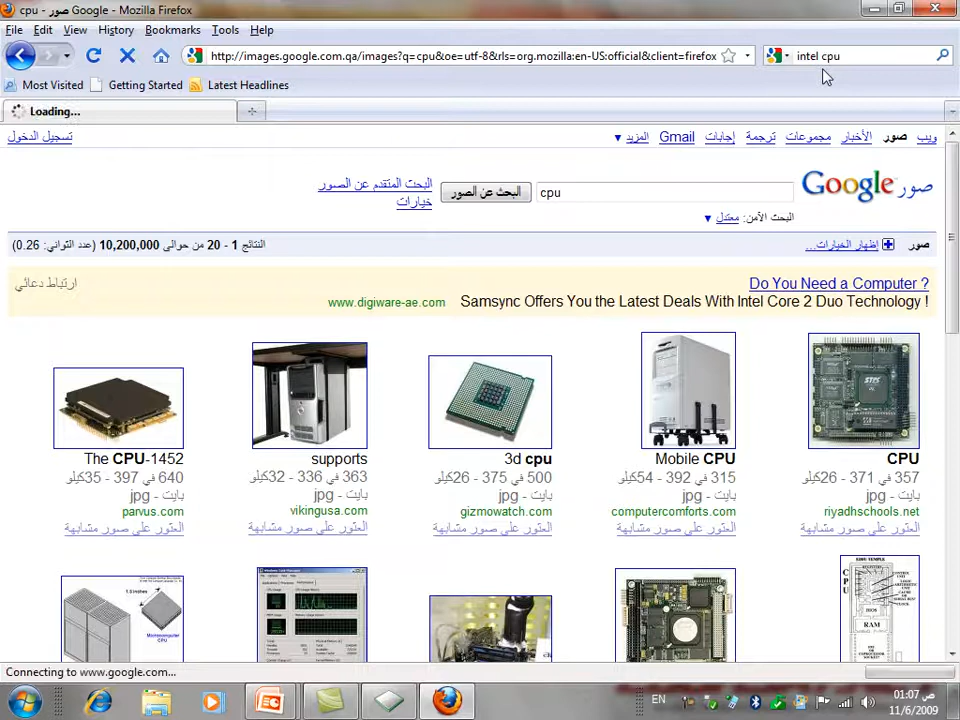 cpu - صور Google - Mozilla Firefox
File Edit View History Bookmarks Tools Help
http://images.google.com.qa/images?q=cpu&oe=utf-8&rls=org.mozilla:en-US:official&client=firefox
intel cpu
Most Visited Getting Started Latest Headlines
Loading...
ويب صور الأخبار مجموعات ترجمة إجابات Gmail المزيد ▼
تسجيل الدخول
صور Google
cpu
البحث عن الصور
البحث المتقدم عن الصور
خيارات
البحث الآمن: معتدل ▼
صور إظهار الخيارات...
النتائج 1 - 20 من حوالى 10,200,000 (عدد الثواني: 0.26)
Do You Need a Computer ?
ارتباط دعائي
Samsync Offers You the Latest Deals With Intel Core 2 Duo Technology !
www.digiware-ae.com
CPU
357 في 371 - 26كيلو
بايت - jpg
riyadhschools.net
العثور على صور مشابهة
Mobile CPU
315 في 392 - 54كيلو
بايت - jpg
computercomforts.com
العثور على صور مشابهة
3d cpu
500 في 375 - 26كيلو
بايت - jpg
gizmowatch.com
العثور على صور مشابهة
supports
363 في 336 - 32كيلو
بايت - jpg
vikingusa.com
العثور على صور مشابهة
The CPU-1452
640 في 397 - 35كيلو
بايت - jpg
parvus.com
العثور على صور مشابهة
RAM
Connecting to www.google.com...
EN
01:07 ص
11/6/2009